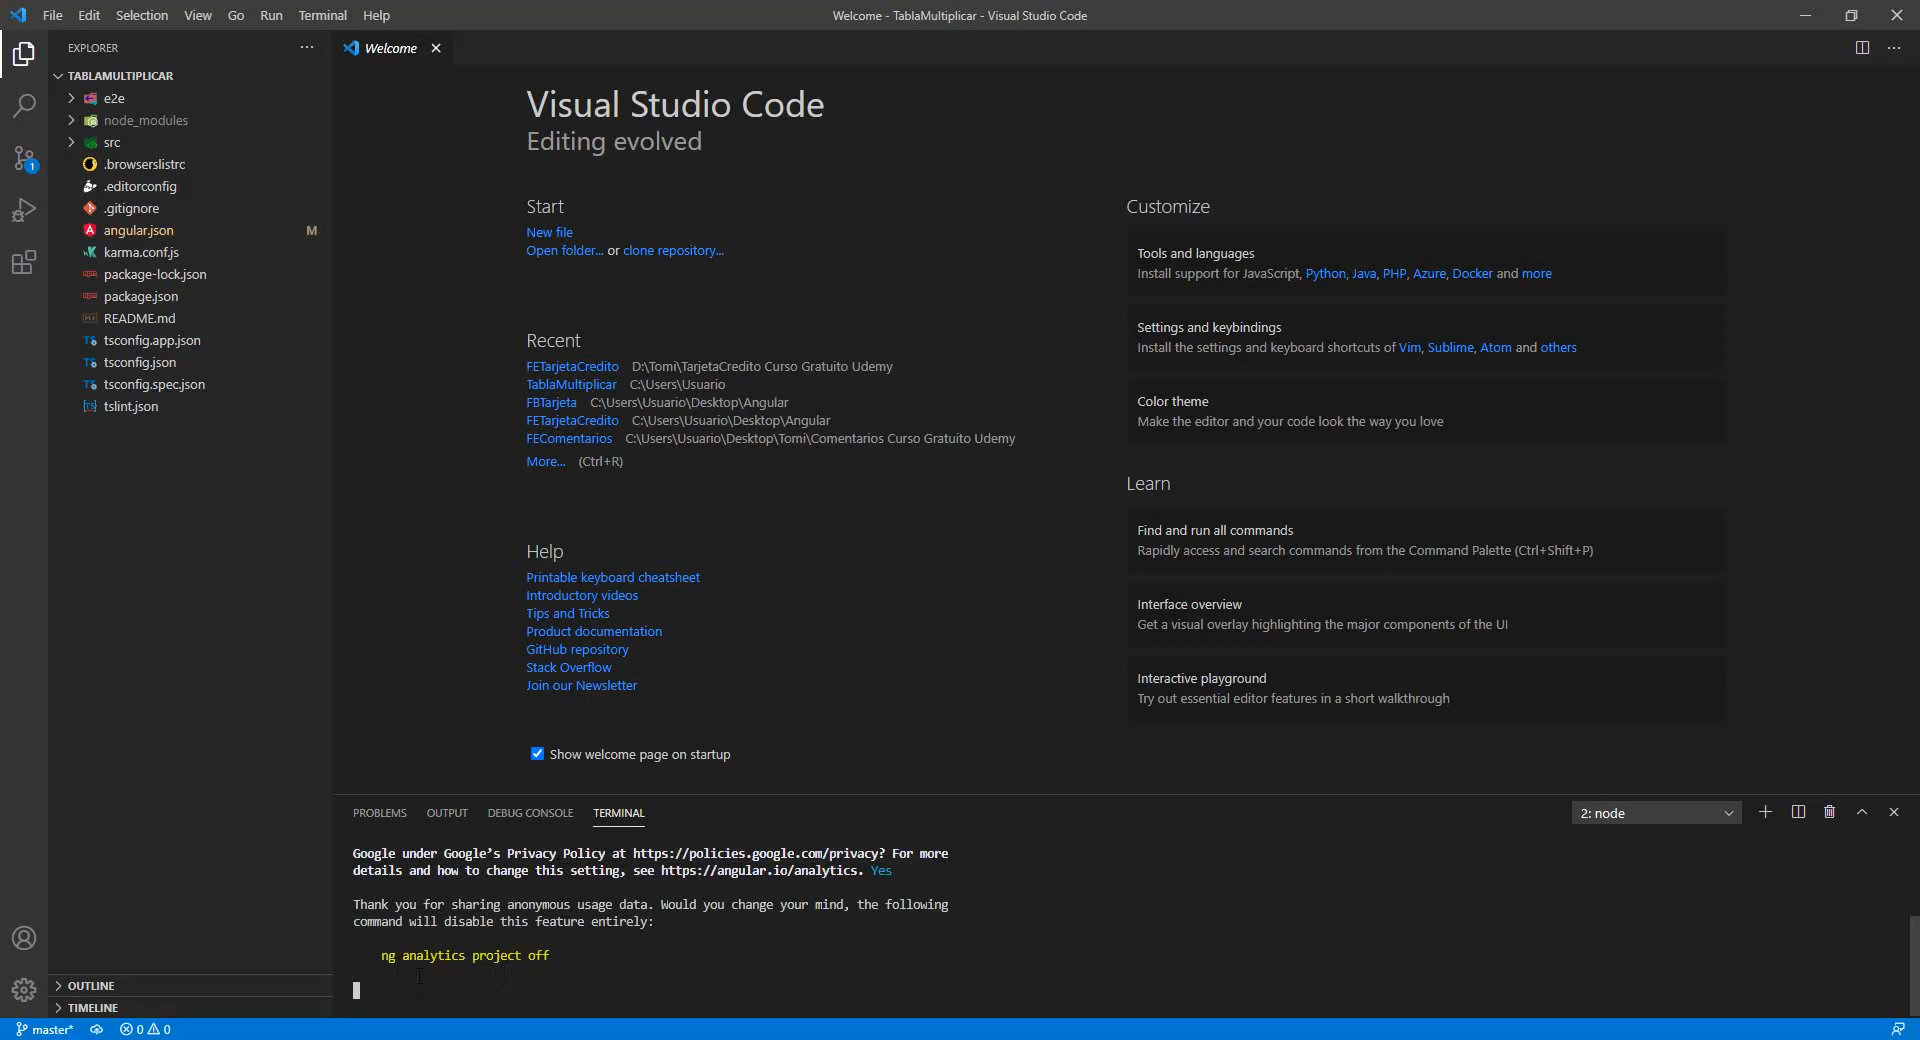 File Edit Selection View Go Run Terminal Help
Welcome - TablaMultiplicar - Visual Studio Code
EXPLORER
TABLAMULTIPLICAR
e2e
node_modules
src
.browserslistrc
.editorconfig
.gitignore
angular.json M
karma.conf.js
package-lock.json
package.json
README.md
tsconfig.app.json
tsconfig.json
tsconfig.spec.json
tslint.json
OUTLINE
TIMELINE
1
Welcome
Visual Studio Code
Editing evolved
Start
New file
Open folder... or clone repository...
Recent
FETarjetaCredito D:\Tomi\TarjetaCredito Curso Gratuito Udemy
TablaMultiplicar C:\Users\Usuario
FBTarjeta C:\Users\Usuario\Desktop\Angular
FETarjetaCredito C:\Users\Usuario\Desktop\Angular
FEComentarios C:\Users\Usuario\Desktop\Tomi\Comentarios Curso Gratuito Udemy
More... (Ctrl+R)
Help
Printable keyboard cheatsheet
Introductory videos
Tips and Tricks
Product documentation
GitHub repository
Stack Overflow
Join our Newsletter
Show welcome page on startup
Customize
Tools and languages
Install support for JavaScript, Python, Java, PHP, Azure, Docker and more
Settings and keybindings
Install the settings and keyboard shortcuts of Vim, Sublime, Atom and others
Color theme
Make the editor and your code look the way you love
Learn
Find and run all commands
Rapidly access and search commands from the Command Palette (Ctrl+Shift+P)
Interface overview
Get a visual overlay highlighting the major components of the UI
Interactive playground
Try out essential editor features in a short walkthrough
PROBLEMS OUTPUT DEBUG CONSOLE TERMINAL
2: node
Google under Google’s Privacy Policy at https://policies.google.com/privacy? For more
details and how to change this setting, see https://angular.io/analytics. Yes
Thank you for sharing anonymous usage data. Would you change your mind, the following
command will disable this feature entirely:
ng analytics project off
master* 0 0